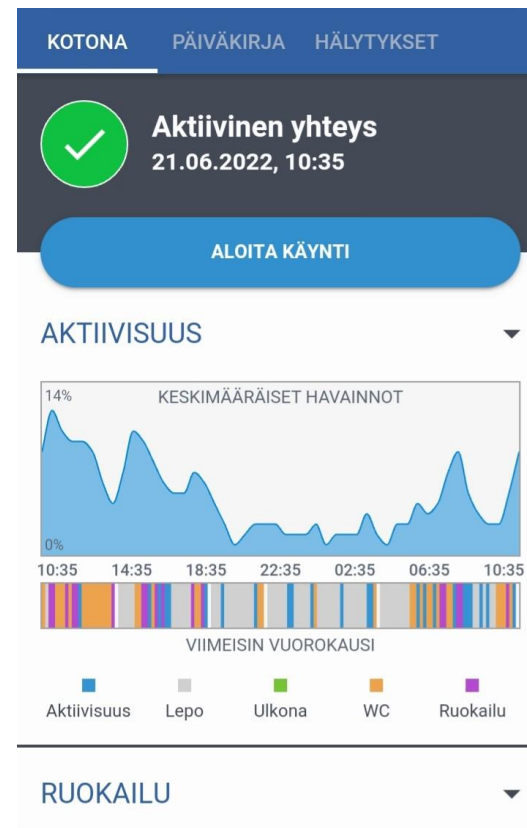 KOTONA PÄIVÄKIRJA HÄLYTYKSET
Aktiivinen yhteys
21.06.2022, 10:35
ALOITA KÄYNTI
AKTIIVISUUS
14% KESKIMÄÄRÄISET HAVAINNOT
0%
10:35 14:35 18:35 22:35 02:35 06:35 10:35
VIIMEISIN VUOROKAUSI
Aktiivisuus Lepo Ulkona WC Ruokailu
RUOKAILU